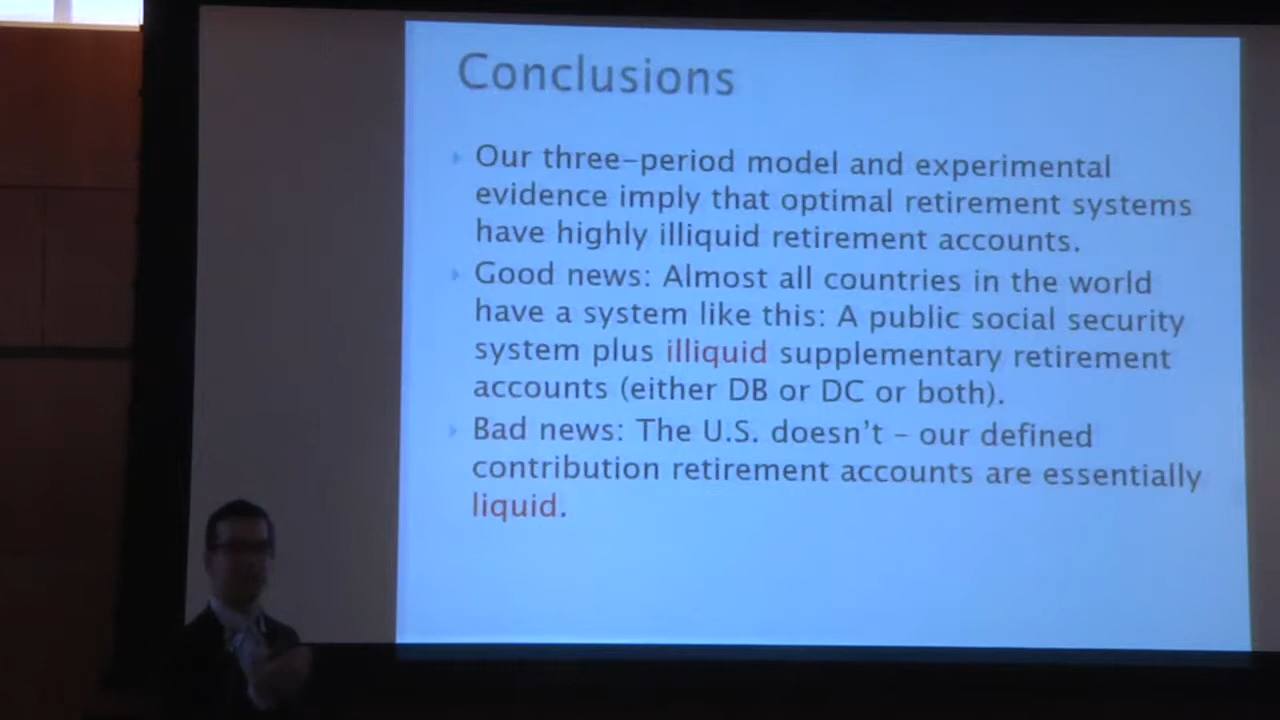 Conclusions
Our three-period model and experimental
evidence imply that optimal retirement systems
have highly illiquid retirement accounts.
Good news: Almost all countries in the world
have a system like this: A public social security
system plus illiquid supplementary retirement
accounts (either DB or DC or both).
Bad news: The U.S. doesn't – our defined
contribution retirement accounts are essentially
liquid.